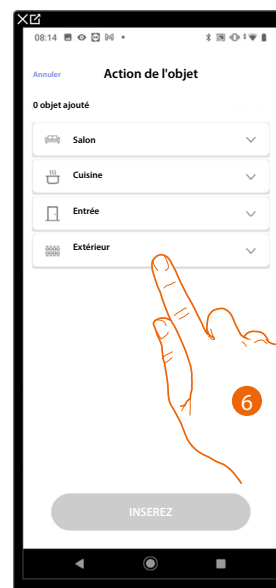 08:14
Annuler Action de l'objet
0 objet ajouté
Salon
Cuisine
Entrée
Extérieur
6
INSEREZ